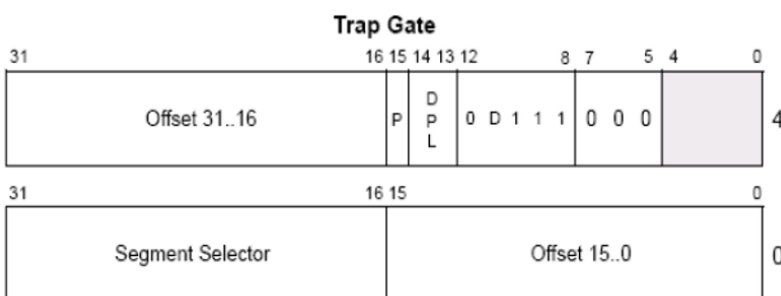 Trap Gate
31 16 15 14 13 12 8 7 5 4 0
Offset 31..16 P D P L 0 D 1 1 1 0 0 0 4
31 16 15 0
Segment Selector Offset 15..0 0